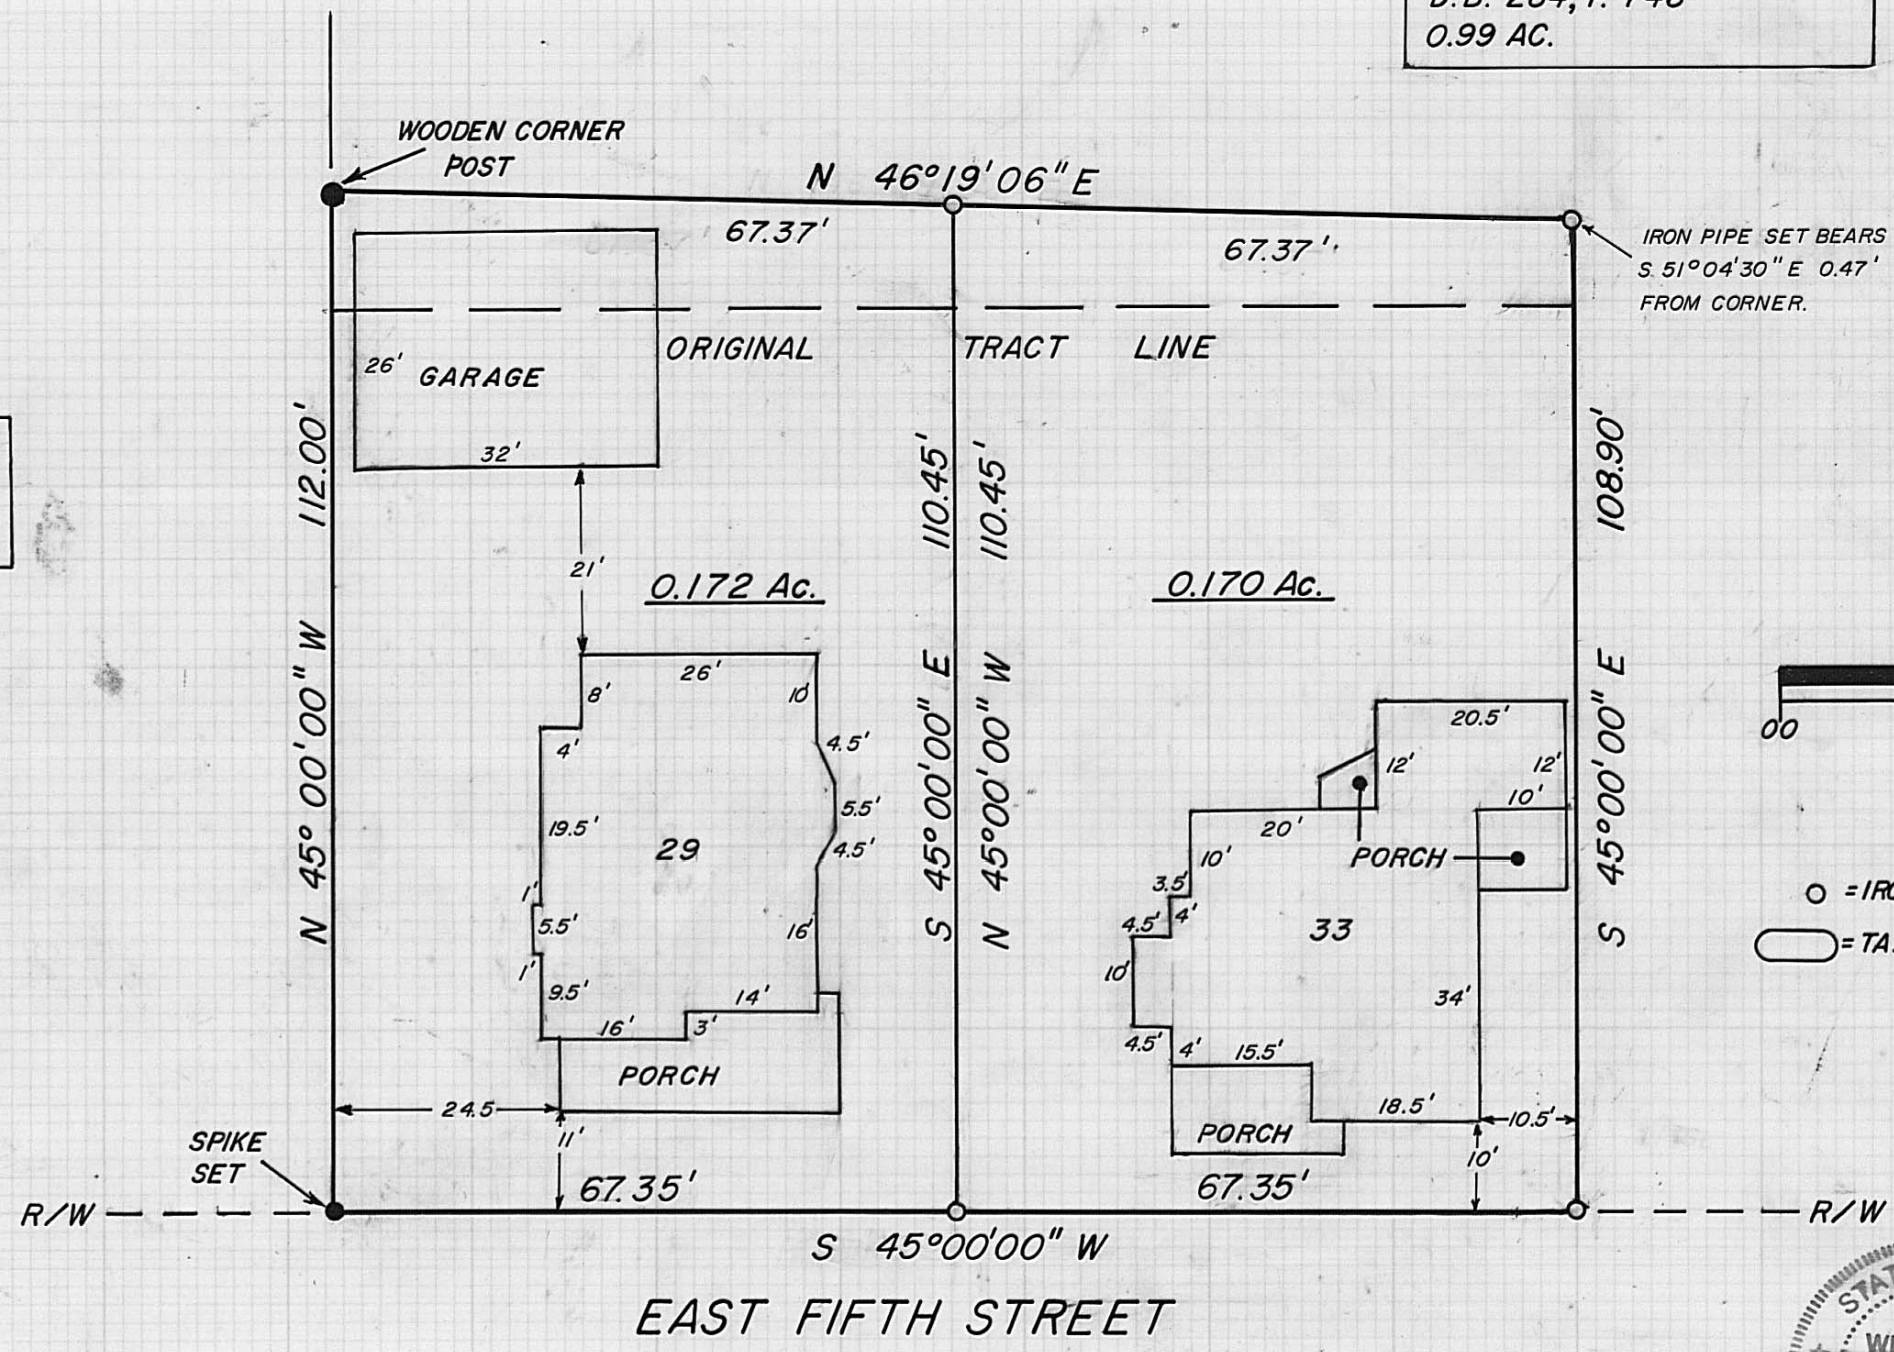 0.99 AC.
WOODEN CORNER
POST
N 46°19'06" E
67.37'
67.37'
IRON PIPE SET BEARS
S. 51°04'30" E 0.47'
FROM CORNER.
ORIGINAL TRACT LINE
26'
GARAGE
32'
112.00'
110.45'
110.45'
108.90'
21'
0.172 Ac.
0.170 Ac.
N 45°00'00" W
S 45°00'00" E
N 45°00'00" W
S 45°00'00" E
26'
8'
10'
4'
4.5'
5.5'
4.5'
19.5'
29
1'
5.5'
1'
9.5'
16'
14'
16'
3'
PORCH
24.5
11'
67.35'
20.5'
12'
12'
10'
20'
PORCH
10'
3.5'
4'
4.5'
33
10'
34'
4.5'
4'
15.5'
18.5'
10.5'
PORCH
10'
67.35'
00
SPIKE
SET
R/W
R/W
S 45°00'00" W
EAST FIFTH STREET